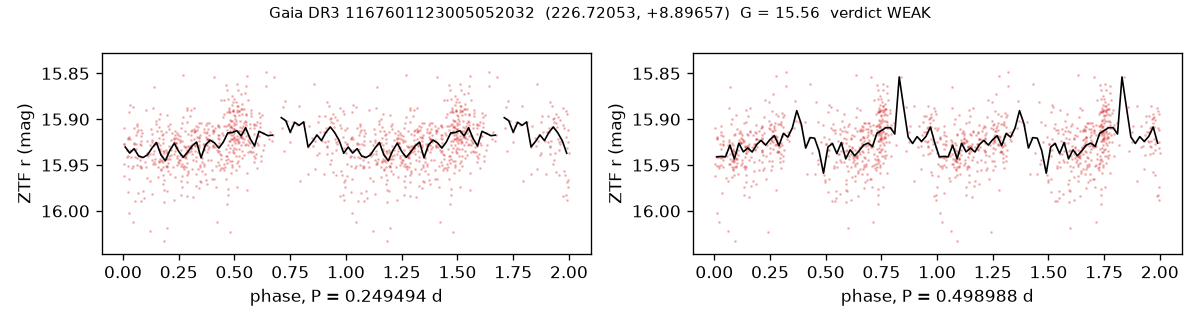 Gaia DR3 1167601123005052032 (226.72053, +8.89657) G = 15.56 verdict WEAK
ZTF r (mag)
15.85
15.90
15.95
16.00
0.00 0.25 0.50 0.75 1.00 1.25 1.50 1.75 2.00
phase, P = 0.249494 d
ZTF r (mag)
15.85
15.90
15.95
16.00
0.00 0.25 0.50 0.75 1.00 1.25 1.50 1.75 2.00
phase, P = 0.498988 d